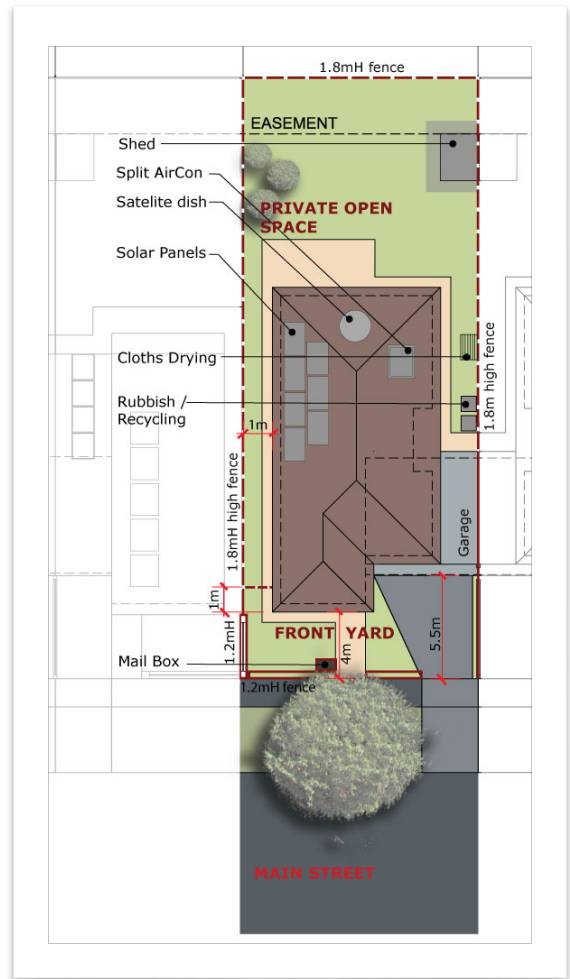 1.8mH fence
EASEMENT
Shed
Split AirCon
Satelite dish
PRIVATE OPEN
SPACE
Solar Panels
Cloths Drying
1.8m high fence
Rubbish /
Recycling
1m
1.8mH high fence
Garage
1m
1.2mH
FRONT YARD
4m
5.5m
Mail Box
1.2mH fence
MAIN STREET